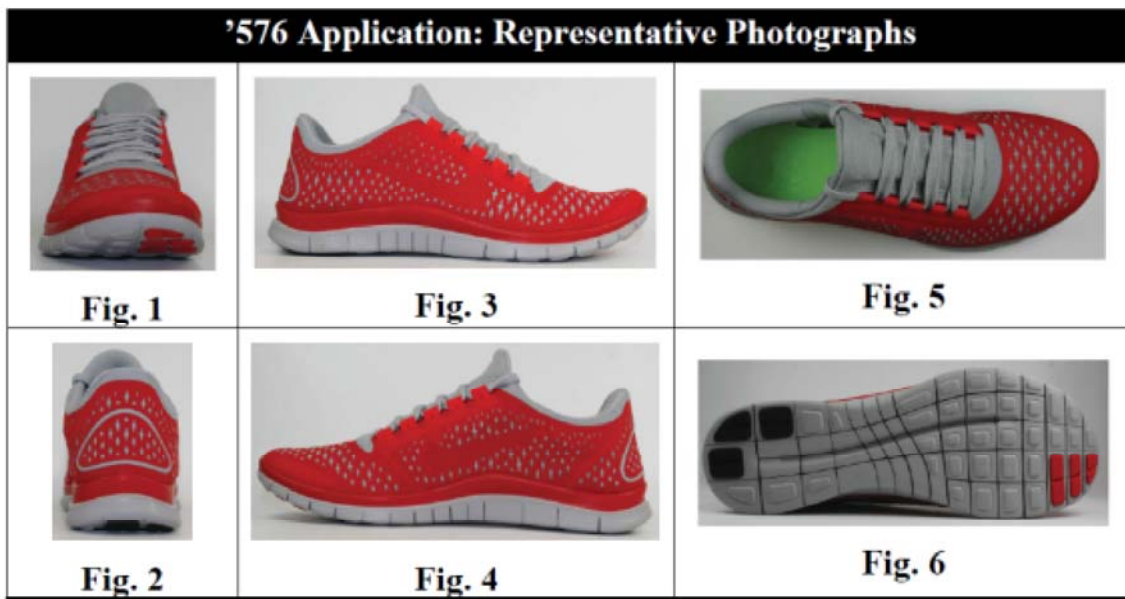 ’576 Application: Representative Photographs
Fig. 1
Fig. 3
Fig. 5
Fig. 2
Fig. 4
Fig. 6